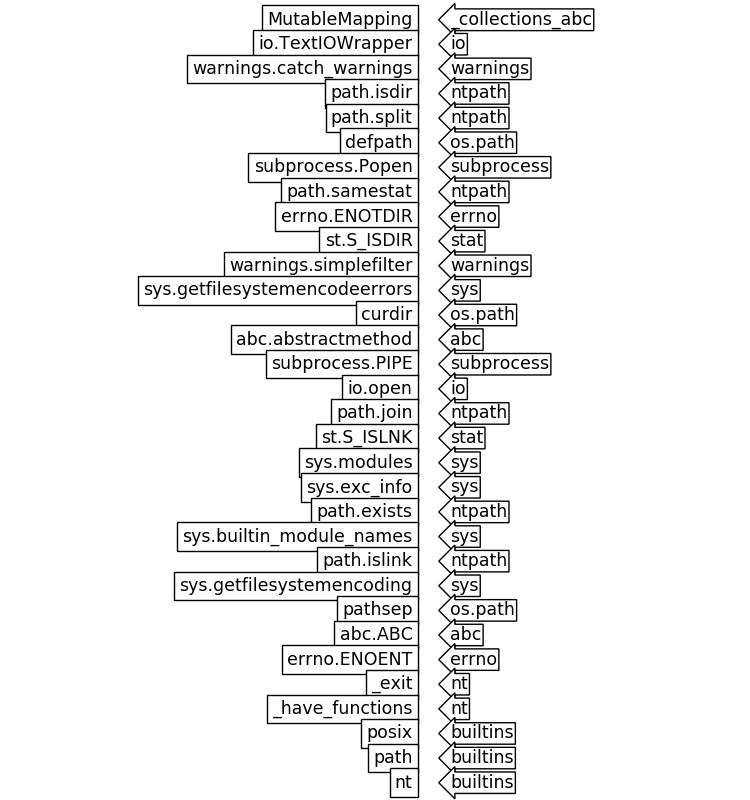 MutableMapping _collections_abc
io.TextIOWrapper io
warnings.catch_warnings warnings
path.isdir ntpath
path.split ntpath
defpath os.path
subprocess.Popen subprocess
path.samestat ntpath
errno.ENOTDIR errno
st.S_ISDIR stat
warnings.simplefilter warnings
sys.getfilesystemencodeerrors sys
curdir os.path
abc.abstractmethod abc
subprocess.PIPE subprocess
io.open io
path.join ntpath
st.S_ISLNK stat
sys.modules sys
sys.exc_info sys
path.exists ntpath
sys.builtin_module_names sys
path.islink ntpath
sys.getfilesystemencoding sys
pathsep os.path
abc.ABC abc
errno.ENOENT errno
_exit nt
_have_functions nt
posix builtins
path builtins
nt builtins